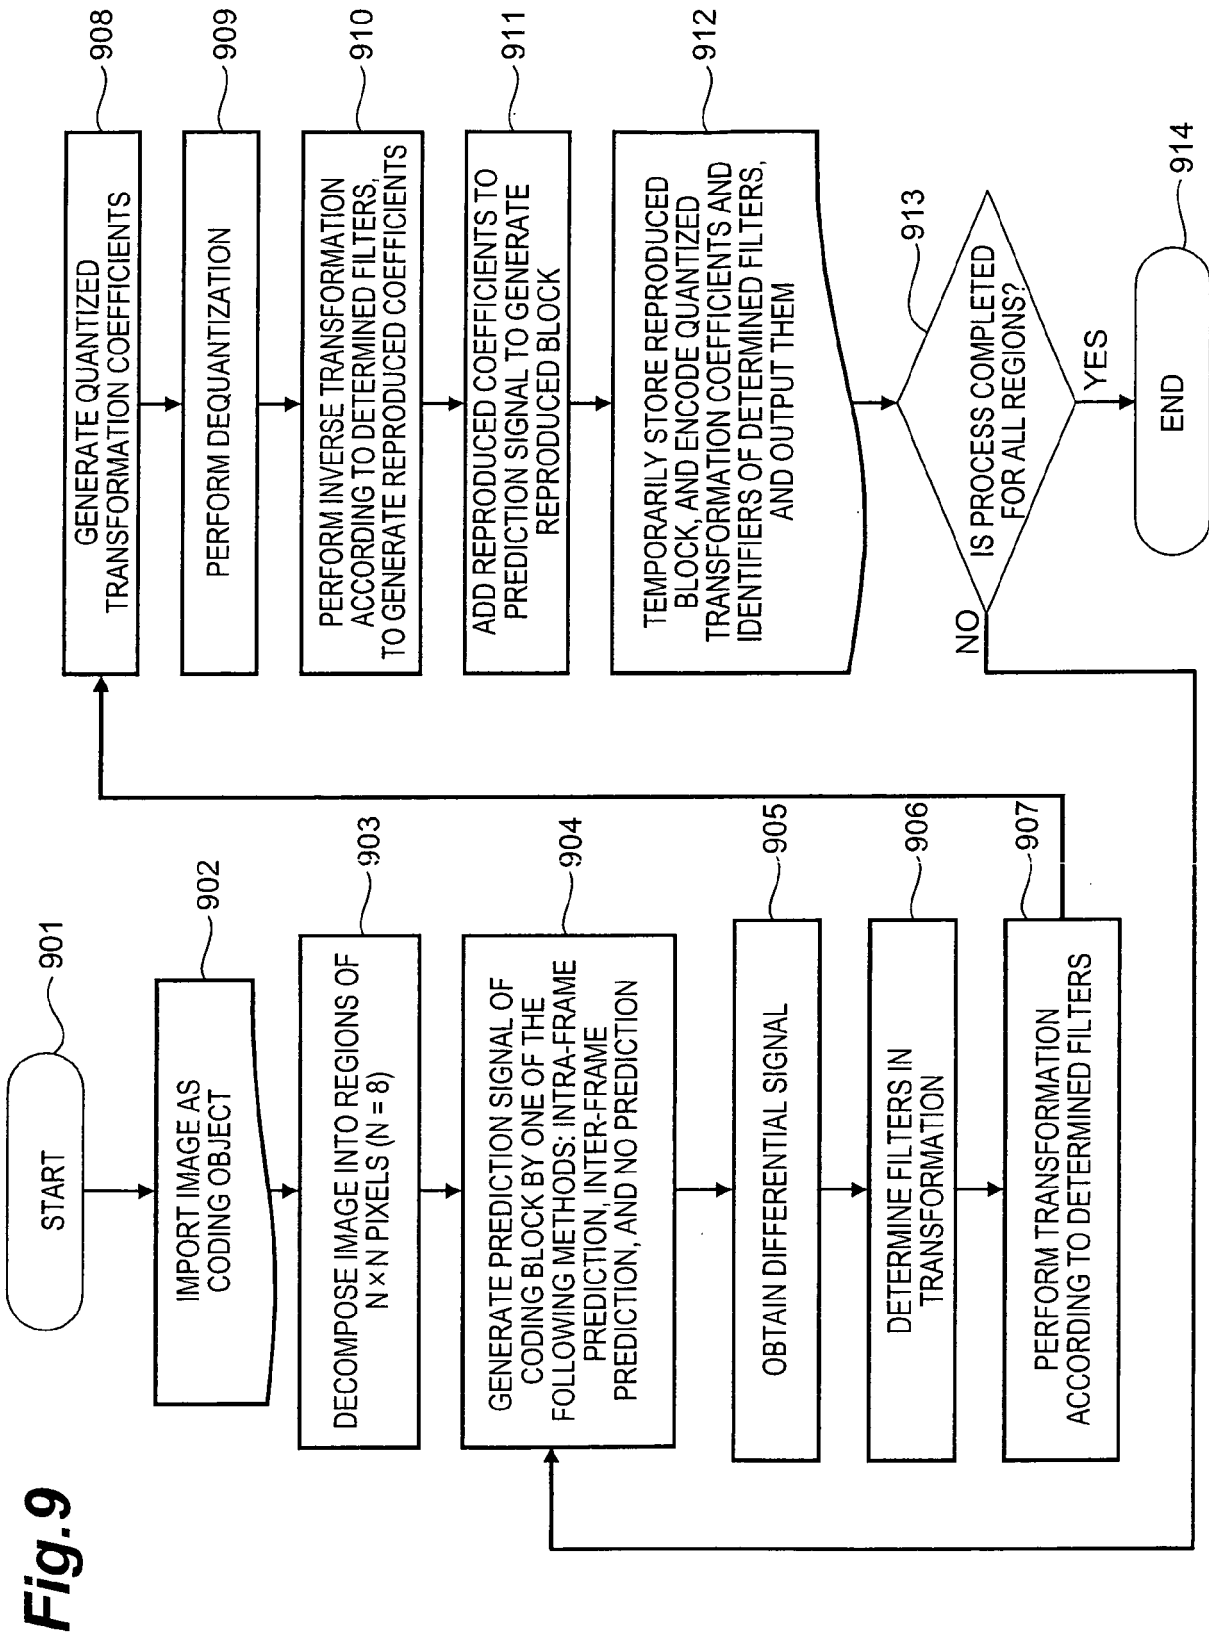 Fig.9
START
901
IMPORT IMAGE AS
CODING OBJECT
902
DECOMPOSE IMAGE INTO REGIONS OF
N × N PIXELS (N = 8)
903
GENERATE PREDICTION SIGNAL OF
CODING BLOCK BY ONE OF THE
FOLLOWING METHODS: INTRA-FRAME
PREDICTION, INTER-FRAME
PREDICTION, AND NO PREDICTION
904
OBTAIN DIFFERENTIAL SIGNAL
905
DETERMINE FILTERS IN
TRANSFORMATION
906
PERFORM TRANSFORMATION
ACCORDING TO DETERMINED FILTERS
907
GENERATE QUANTIZED
TRANSFORMATION COEFFICIENTS
908
PERFORM DEQUANTIZATION
909
PERFORM INVERSE TRANSFORMATION
ACCORDING TO DETERMINED FILTERS,
TO GENERATE REPRODUCED COEFFICIENTS
910
ADD REPRODUCED COEFFICIENTS TO
PREDICTION SIGNAL TO GENERATE
REPRODUCED BLOCK
911
TEMPORARILY STORE REPRODUCED
BLOCK, AND ENCODE QUANTIZED
TRANSFORMATION COEFFICIENTS AND
IDENTIFIERS OF DETERMINED FILTERS,
AND OUTPUT THEM
912
IS PROCESS COMPLETED
FOR ALL REGIONS?
913
NO
YES
END
914